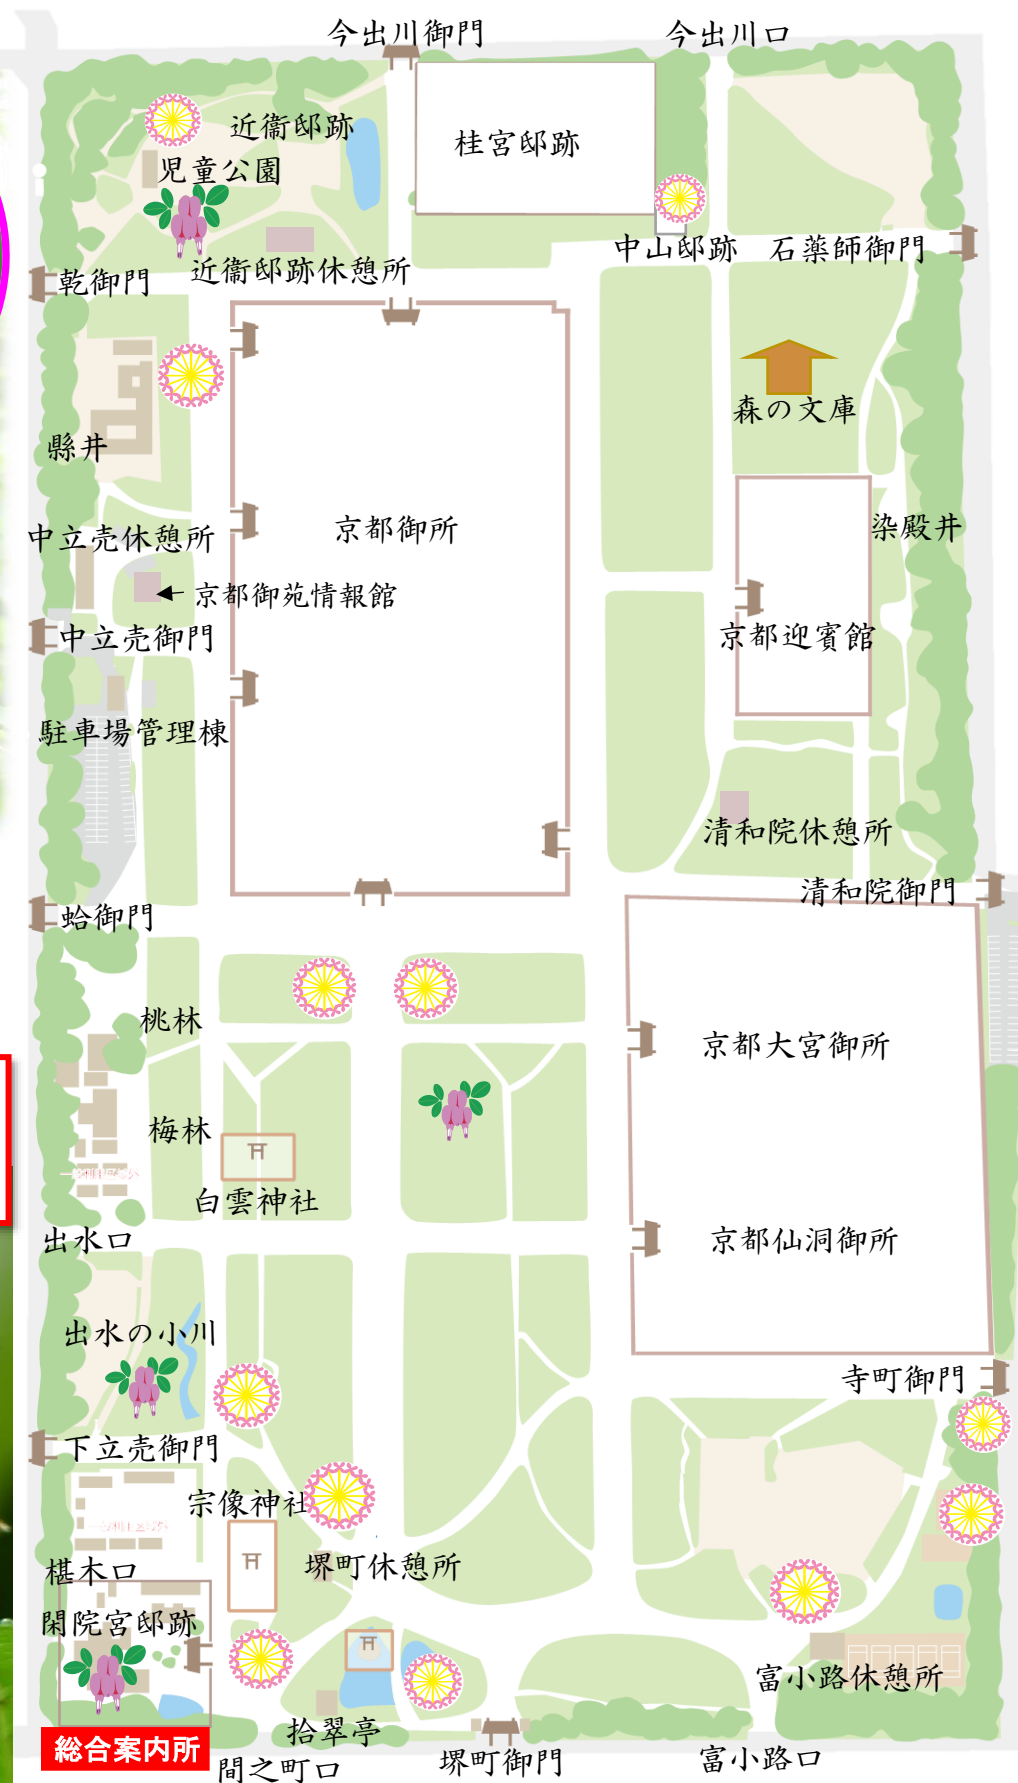 今出川御門
今出川口
近衞邸跡
桂宮邸跡
児童公園
中山邸跡
石薬師御門
近衞邸跡休憩所
乾御門
森の文庫
縣井
京都御所
染殿井
中立売休憩所
京都御苑情報館
中立売御門
京都迎賓館
駐車場管理棟
清和院休憩所
清和院御門
蛤御門
桃林
京都大宮御所
梅林
白雲神社
出水口
京都仙洞御所
出水の小川
寺町御門
下立売御門
宗像神社
堺町休憩所
椹木口
閑院宮邸跡
富小路休憩所
拾翠亭
総合案内所
間之町口
堺町御門
富小路口